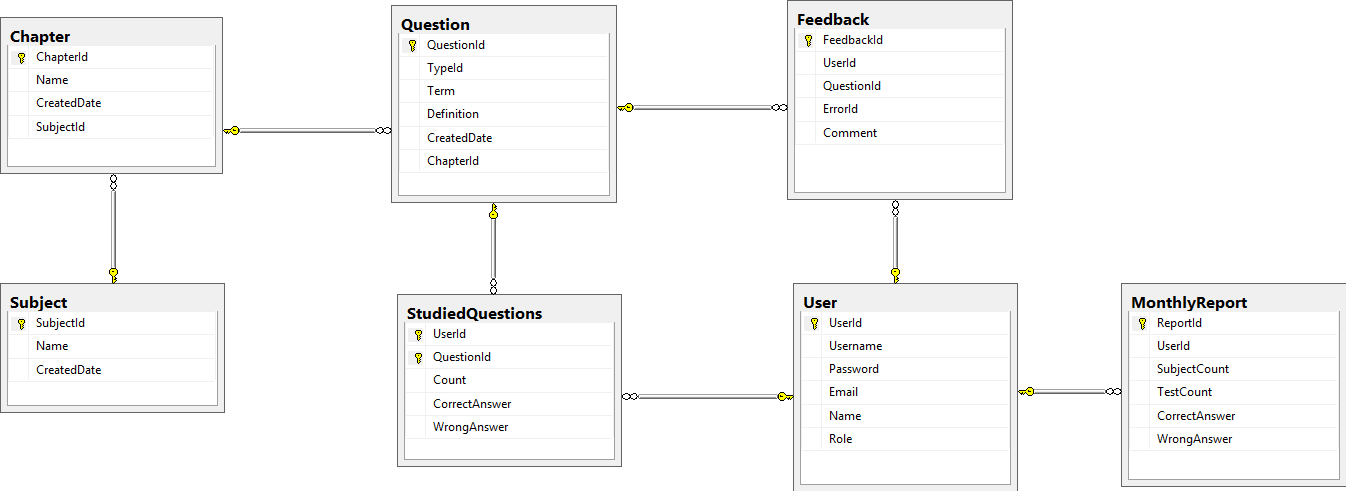 Chapter
ChapterId
Name
CreatedDate
SubjectId
Question
QuestionId
TypeId
Term
Definition
CreatedDate
ChapterId
Feedback
FeedbackId
UserId
QuestionId
ErrorId
Comment
Subject
SubjectId
Name
CreatedDate
StudiedQuestions
UserId
QuestionId
Count
CorrectAnswer
WrongAnswer
User
UserId
Username
Password
Email
Name
Role
MonthlyReport
ReportId
UserId
SubjectCount
TestCount
CorrectAnswer
WrongAnswer